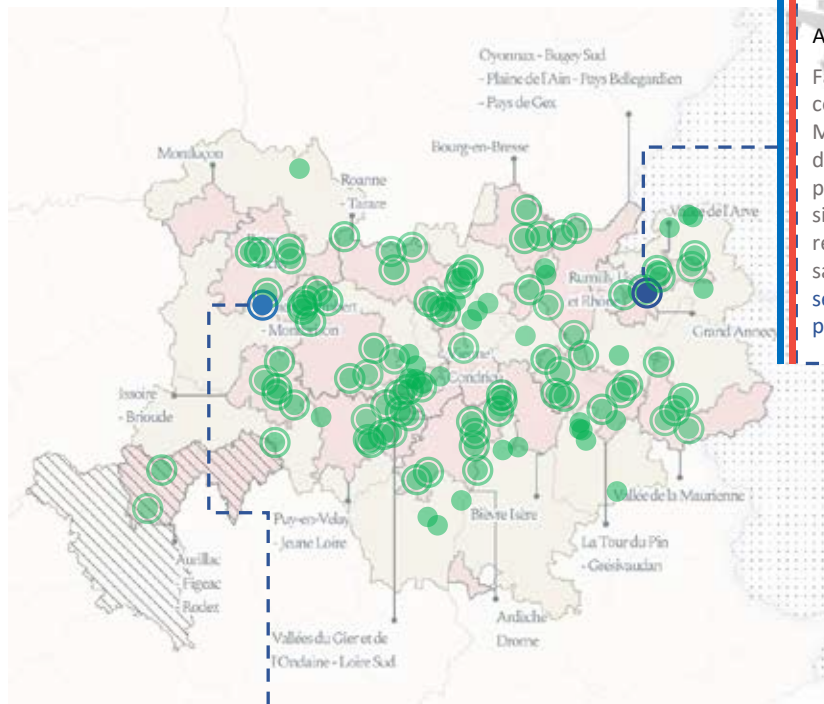 Oyonnax - Bugey Sud
- Plaine de l'Ain - Pays Bellegardien
- Pays de Gex
Bourg-en-Bresse
Montluçon
Roanne
- Tarare
Vallée de l'Arve
Rumilly
et Rhône
Grand Annecy
Issoire
- Brioude
Puy-en-Velay
- Jeune Loire
Bièvre Isère
Vallée de la Maurienne
La Tour du Pin
- Grésivaudan
Aurillac
Figeac
- Rodez
Ardèche
Drome
Vallées du Gier et de
l'Ondaine - Loire Sud
A